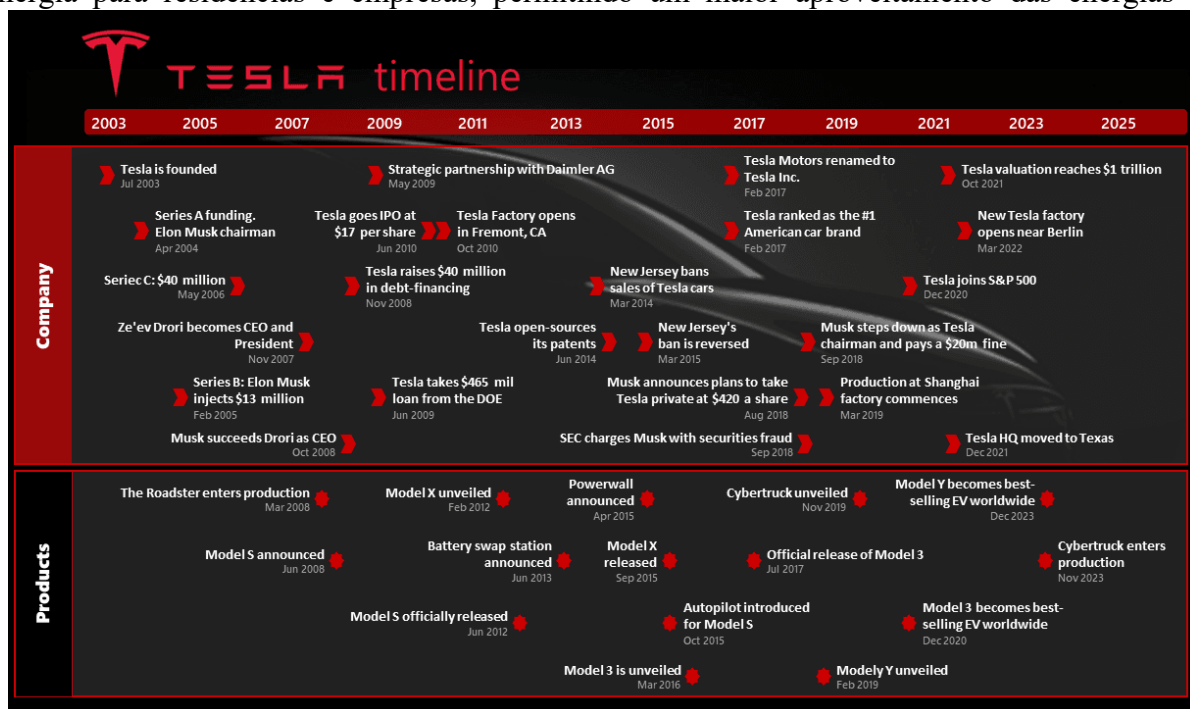 nergia para residências e empresas, permitindo um maior aproveitamento das energias
TESLA timeline
2003 2005 2007 2009 2011 2013 2015 2017 2019 2021 2023 2025
Company
Tesla is founded
Jul 2003
Strategic partnership with Daimler AG
May 2009
Tesla Motors renamed to
Tesla Inc.
Feb 2017
Tesla valuation reaches $1 trillion
Oct 2021
Series A funding.
Elon Musk chairman
Apr 2004
Tesla goes IPO at
$17 per share
Jun 2010
Tesla Factory opens
in Fremont, CA
Oct 2010
Tesla ranked as the #1
American car brand
Feb 2017
New Tesla factory
opens near Berlin
Mar 2022
Seriec C: $40 million
May 2006
Tesla raises $40 million
in debt-financing
Nov 2008
New Jersey bans
sales of Tesla cars
Mar 2014
Tesla joins S&P 500
Dec 2020
Ze'ev Drori becomes CEO and
President
Nov 2007
Tesla open-sources
its patents
Jun 2014
New Jersey's
ban is reversed
Mar 2015
Musk steps down as Tesla
chairman and pays a $20m fine
Sep 2018
Series B: Elon Musk
injects $13 million
Feb 2005
Tesla takes $465 mil
loan from the DOE
Jun 2009
Musk announces plans to take
Tesla private at $420 a share
Aug 2018
Production at Shanghai
factory commences
Mar 2019
Musk succeeds Drori as CEO
Oct 2008
SEC charges Musk with securities fraud
Sep 2018
Tesla HQ moved to Texas
Dec 2021
Products
The Roadster enters production
Mar 2008
Model X unveiled
Feb 2012
Powerwall
announced
Apr 2015
Cybertruck unveiled
Nov 2019
Model Y becomes best-
selling EV worldwide
Dec 2023
Model S announced
Jun 2008
Battery swap station
announced
Jun 2013
Model X
released
Sep 2015
Official release of Model 3
Jul 2017
Cybertruck enters
production
Nov 2023
Model S officially released
Jun 2012
Autopilot introduced
for Model S
Oct 2015
Model 3 becomes best-
selling EV worldwide
Dec 2020
Model 3 is unveiled
Mar 2016
Modely Y unveiled
Feb 2019